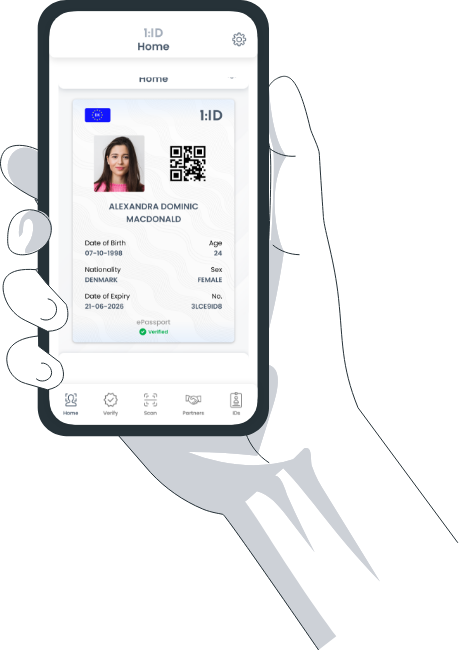 1:ID
Home
Home
1:ID
ALEXANDRA DOMINIC
MACDONALD
Date of Birth Age
07-10-1998 24
Nationality Sex
DENMARK FEMALE
Date of Expiry No.
21-06-2026 3LCE9ID8
ePassport
Verified
Home Verify Scan Partners IDs